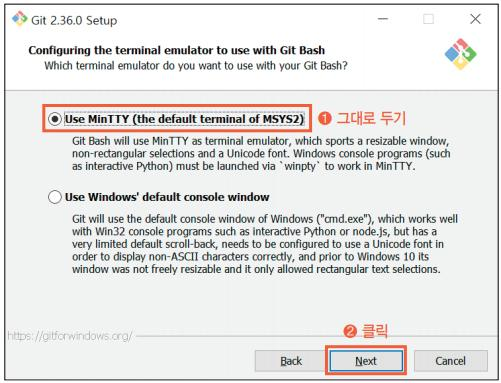 Git 2.36.0 Setup
Configuring the terminal emulator to use with Git Bash
Which terminal emulator do you want to use with your Git Bash?
Use MinTTY (the default terminal of MSYS2) ❶ 그대로 두기
Git Bash will use MinTTY as terminal emulator, which sports a resizable window,
non-rectangular selections and a Unicode font. Windows console programs (such
as interactive Python) must be launched via `winpty` to work in MinTTY.
Use Windows' default console window
Git will use the default console window of Windows ("cmd.exe"), which works well
with Win32 console programs such as interactive Python or node.js, but has a
very limited default scroll-back, needs to be configured to use a Unicode font in
order to display non-ASCII characters correctly, and prior to Windows 10 its
window was not freely resizable and it only allowed rectangular text selections.
❷ 클릭
https://gitforwindows.org/
Back Next Cancel